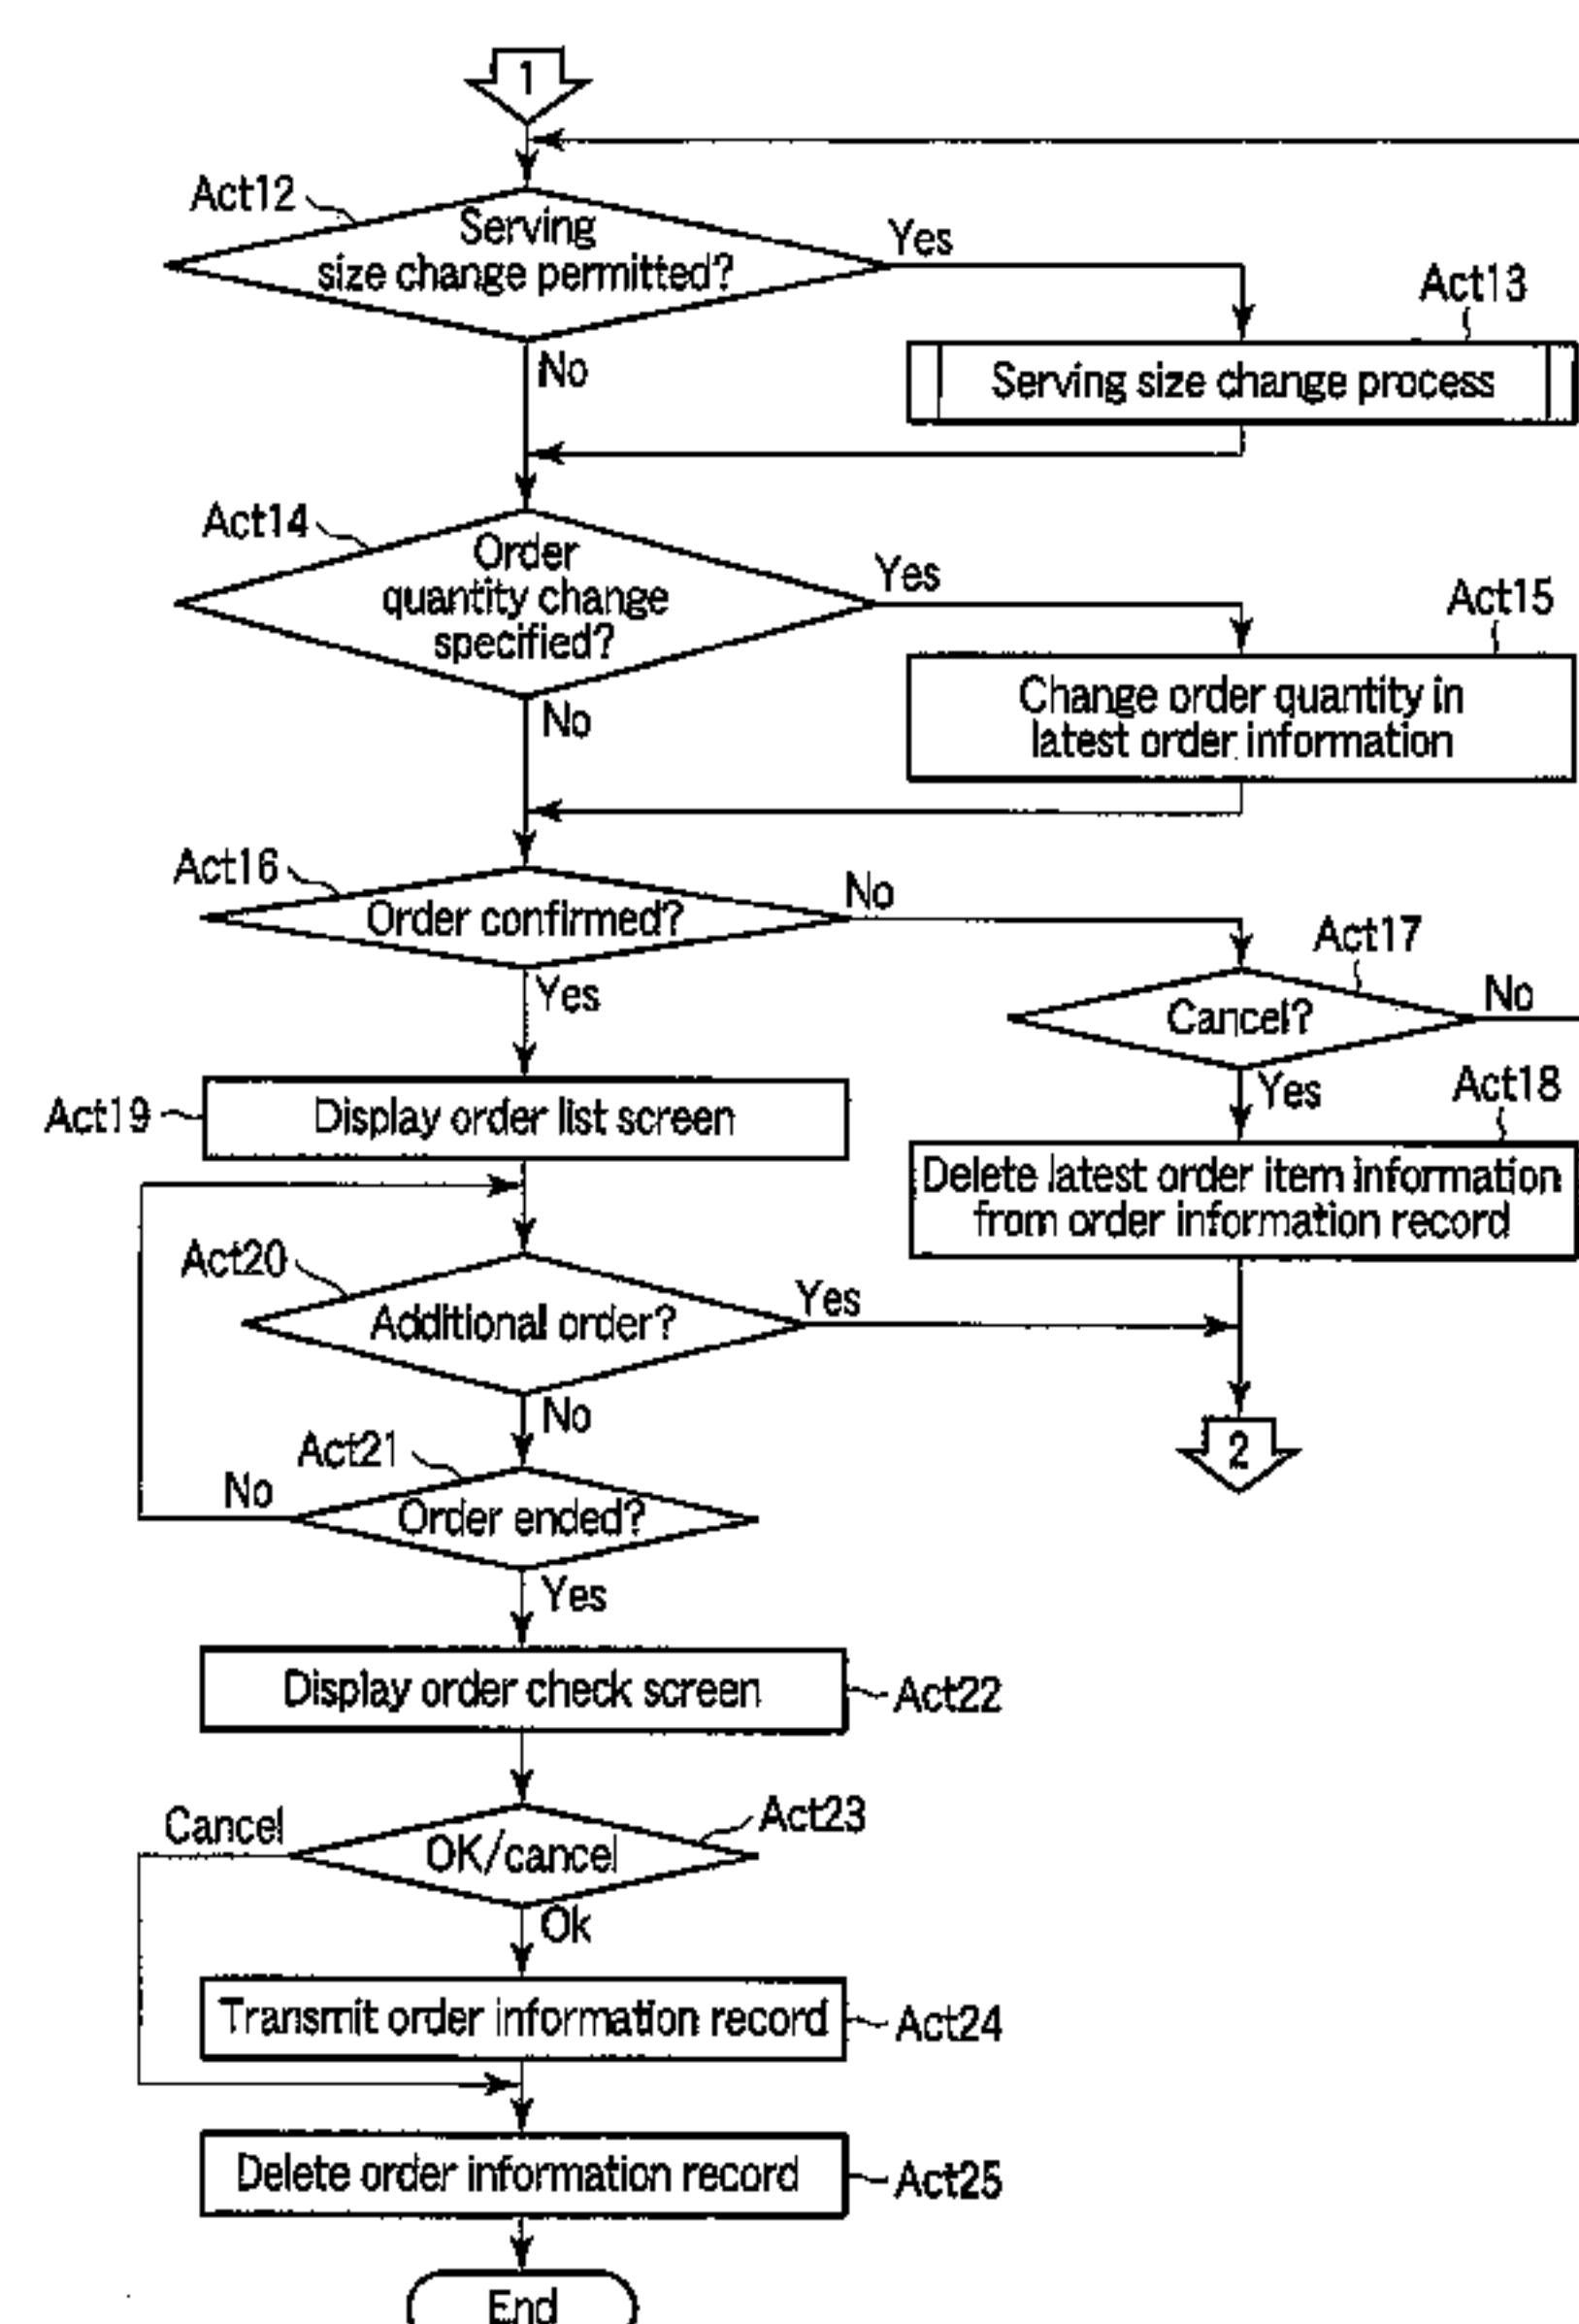 1
Act12
Serving
size change permitted?
Yes
No
Act13
Serving size change process
Act14
Order
quantity change
specified?
Yes
No
Act15
Change order quantity in
latest order information
Act16
Order confirmed?
No
Yes
Act17
Cancel?
No
Yes
Act18
Delete latest order item information
from order information record
Act19
Display order list screen
Act20
Additional order?
Yes
No
2
Act21
Order ended?
No
Yes
Display order check screen
Act22
Act23
OK/cancel
Cancel
Ok
Transmit order information record
Act24
Delete order information record
Act25
End